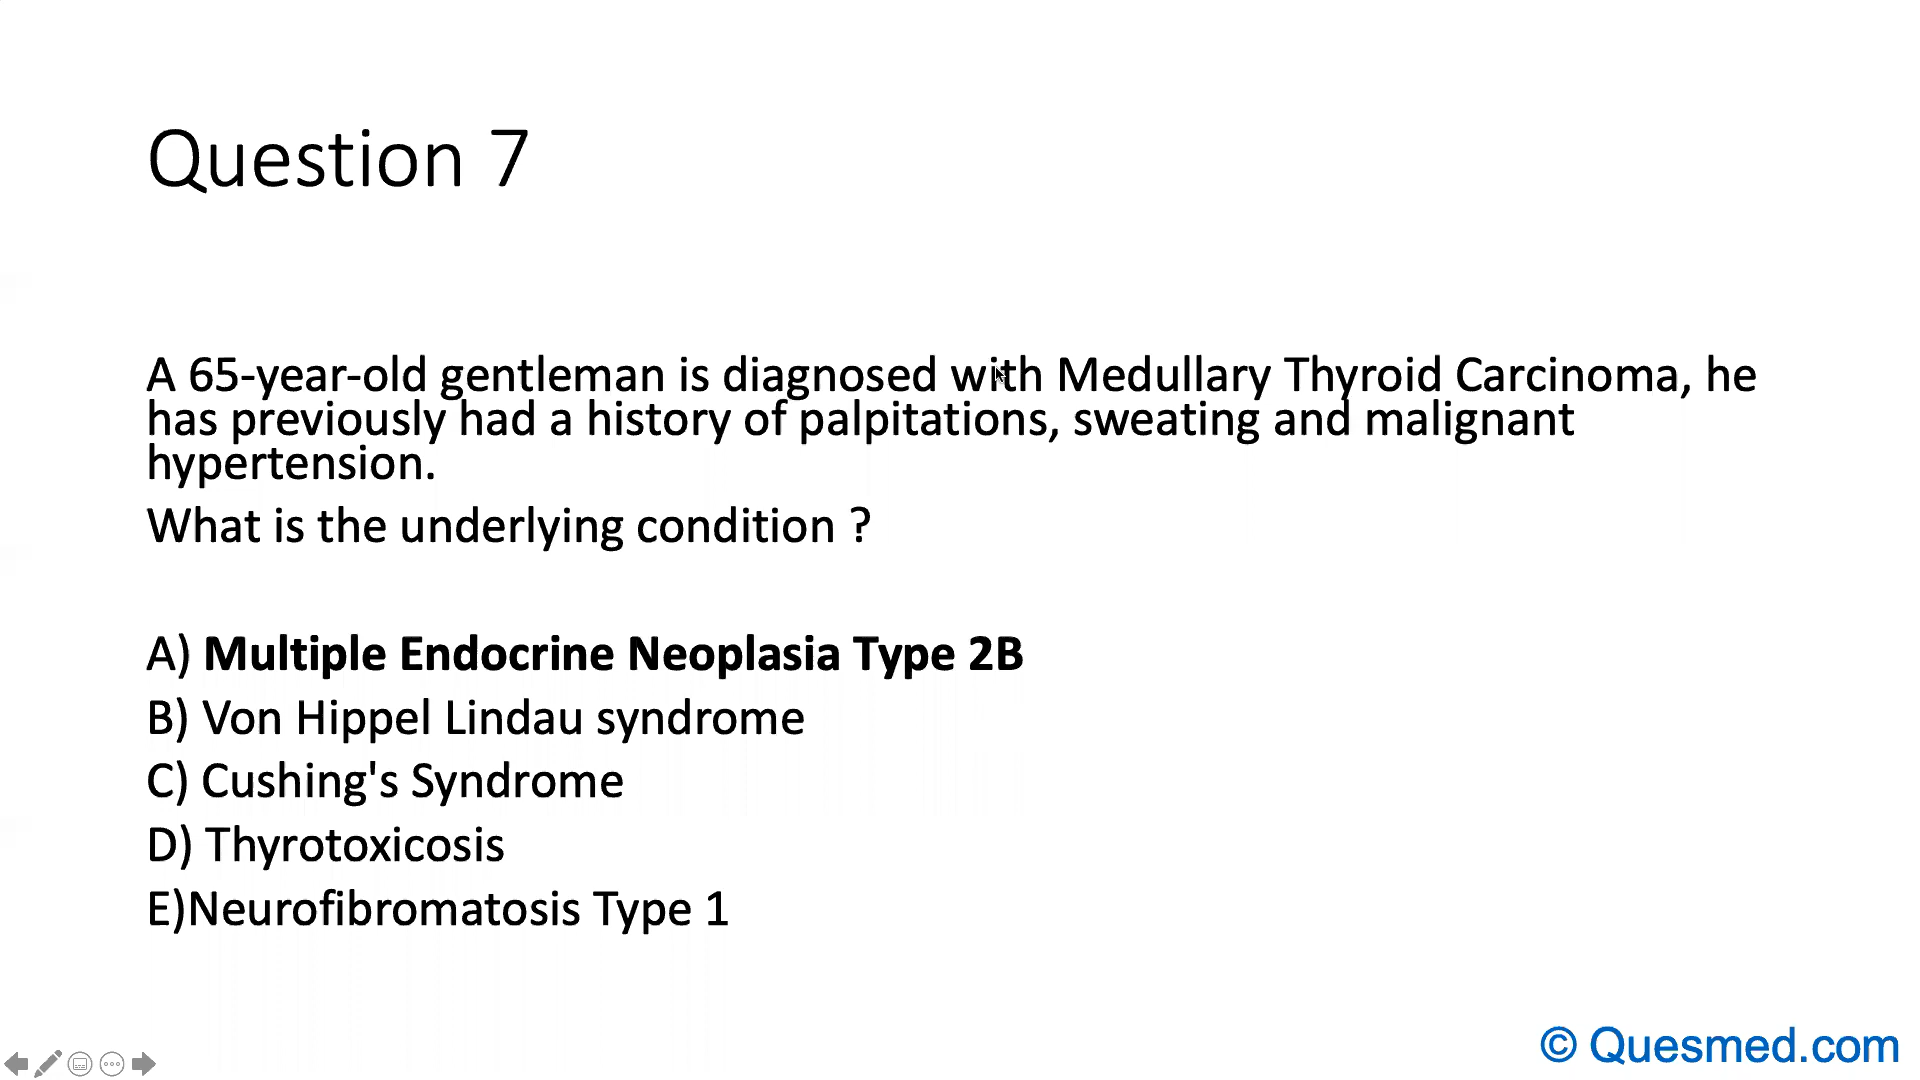 Question 7
A 65-year-old gentleman is diagnosed with Medullary Thyroid Carcinoma, he
has previously had a history of palpitations, sweating and malignant
hypertension.
What is the underlying condition ?
A) Multiple Endocrine Neoplasia Type 2B
B) Von Hippel Lindau syndrome
C) Cushing's Syndrome
D) Thyrotoxicosis
E)Neurofibromatosis Type 1
© Quesmed.com